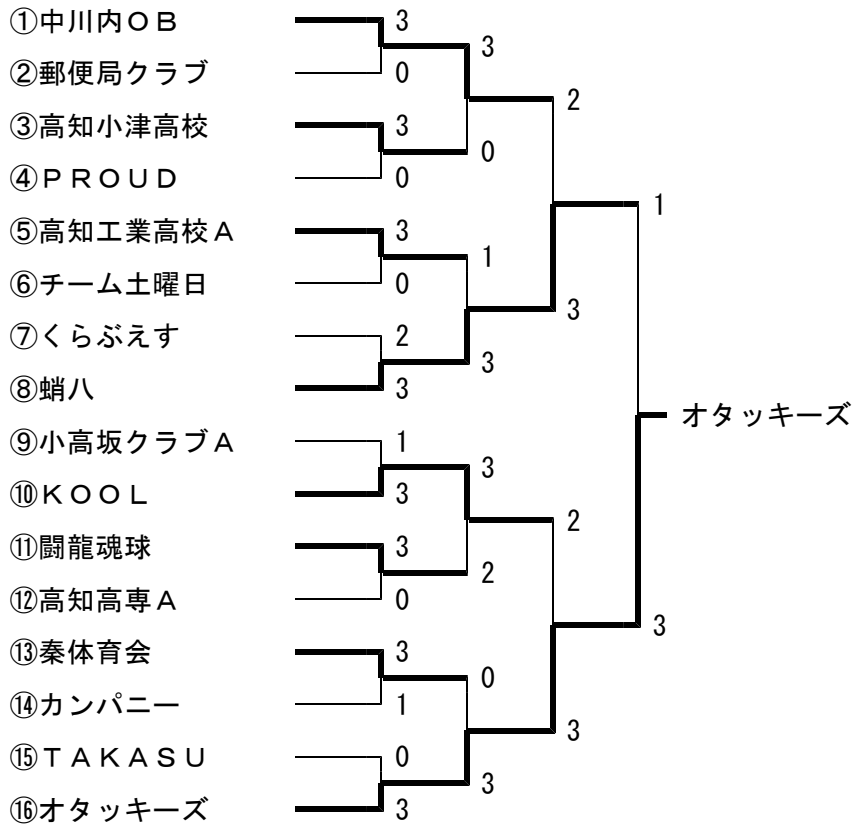 ①中川内ＯＢ 3
3
②郵便局クラブ 0
2
③高知小津高校 3
0
④ＰＲＯＵＤ 0
1
⑤高知工業高校Ａ 3
1
⑥チーム土曜日 0
3
⑦くらぶえす 2
3
⑧蛸八 3
オタッキーズ
⑨小高坂クラブＡ 1
3
⑩ＫＯＯＬ 3
2
⑪闘龍魂球 3
2
⑫高知高専Ａ 0
3
⑬秦体育会 3
0
⑭カンパニー 1
3
⑮ＴＡＫＡＳＵ 0
3
⑯オタッキーズ 3